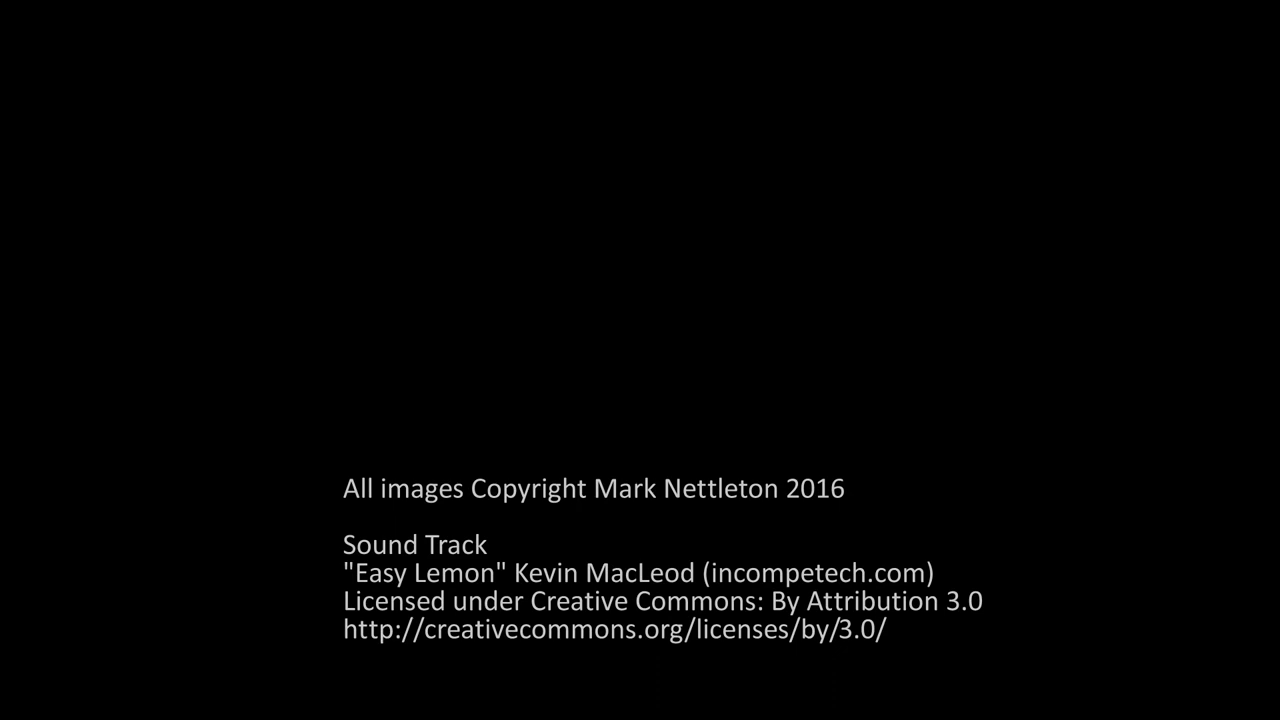 All images Copyright Mark Nettleton 2016
Sound Track
"Easy Lemon" Kevin MacLeod (incompetech.com)
Licensed under Creative Commons: By Attribution 3.0
http://creativecommons.org/licenses/by/3.0/